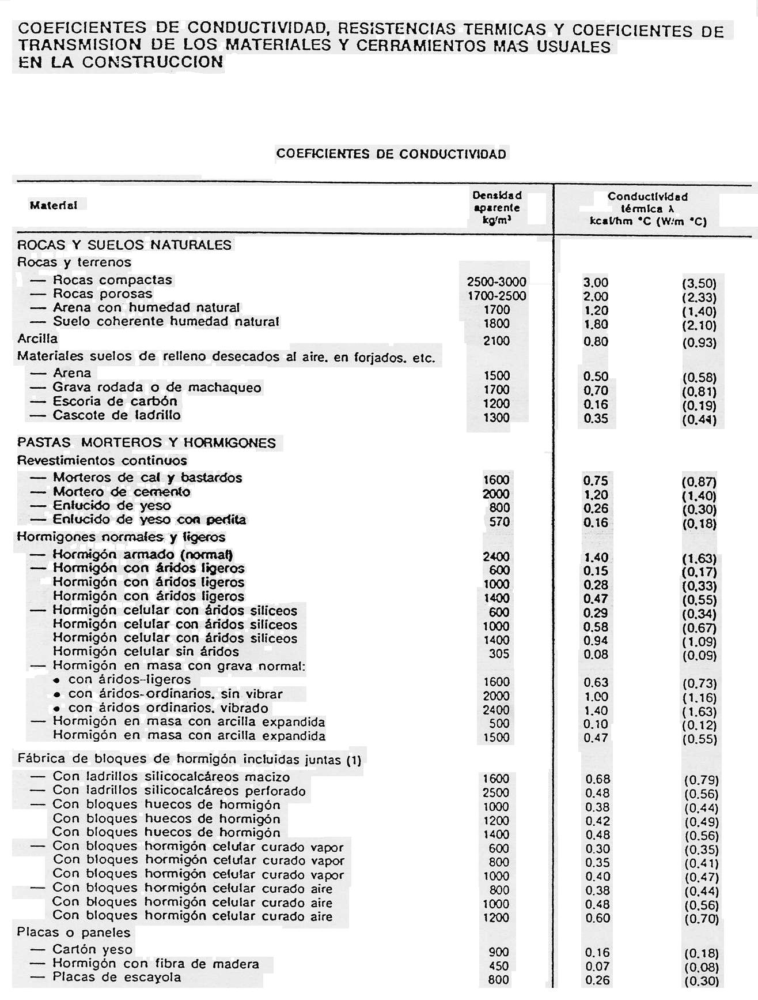 COEFICIENTES DE CONDUCTIVIDAD, RESISTENCIAS TERMICAS Y COEFICIENTES DE
TRANSMISION DE LOS MATERIALES Y CERRAMIENTOS MAS USUALES
EN LA CONSTRUCCION
COEFICIENTES DE CONDUCTIVIDAD
Material
Densidad aparente kg/m³
Conductividad térmica λ kcal/hm °C (W/m °C)
ROCAS Y SUELOS NATURALES
Rocas y terrenos
— Rocas compactas 2500-3000 3.00 (3.50)
— Rocas porosas 1700-2500 2.00 (2.33)
— Arena con humedad natural 1700 1.20 (1.40)
— Suelo coherente humedad natural 1800 1.80 (2.10)
Arcilla 2100 0.80 (0.93)
Materiales suelos de relleno desecados al aire. en forjados. etc.
— Arena 1500 0.50 (0.58)
— Grava rodada o de machaqueo 1700 0.70 (0.81)
— Escoria de carbón 1200 0.16 (0.19)
— Cascote de ladrillo 1300 0.35 (0.41)
PASTAS MORTEROS Y HORMIGONES
Revestimientos continuos
— Morteros de cal y bastardos 1600 0.75 (0.87)
— Mortero de cemento 2000 1.20 (1.40)
— Enlucido de yeso 800 0.26 (0.30)
— Enlucido de yeso con perlita 570 0.16 (0.18)
Hormigones normales y ligeros
— Hormigón armado (normal) 2400 1.40 (1.63)
— Hormigón con áridos ligeros 600 0.15 (0.17)
Hormigón con áridos ligeros 1000 0.28 (0.33)
Hormigón con áridos ligeros 1400 0.47 (0.55)
— Hormigón celular con áridos silíceos 600 0.29 (0.34)
Hormigón celular con áridos silíceos 1000 0.58 (0.67)
Hormigón celular con áridos silíceos 1400 0.94 (1.09)
Hormigón celular sin áridos 305 0.08 (0.09)
— Hormigón en masa con grava normal:
• con áridos-ligeros 1600 0.63 (0.73)
• con áridos-ordinarios. sin vibrar 2000 1.00 (1.16)
• con áridos ordinarios. vibrado 2400 1.40 (1.63)
— Hormigón en masa con arcilla expandida 500 0.10 (0.12)
Hormigón en masa con arcilla expandida 1500 0.47 (0.55)
Fábrica de bloques de hormigón incluidas juntas (1)
— Con ladrillos silicocalcáreos macizo 1600 0.68 (0.79)
— Con ladrillos silicocalcáreos perforado 2500 0.48 (0.56)
— Con bloques huecos de hormigón 1000 0.38 (0.44)
Con bloques huecos de hormigón 1200 0.42 (0.49)
Con bloques huecos de hormigón 1400 0.48 (0.56)
— Con bloques hormigón celular curado vapor 600 0.30 (0.35)
Con bloques hormigón celular curado vapor 800 0.35 (0.41)
Con bloques hormigón celular curado vapor 1000 0.40 (0.47)
— Con bloques hormigón celular curado aire 800 0.38 (0.44)
Con bloques hormigón celular curado aire 1000 0.48 (0.56)
Con bloques hormigón celular curado aire 1200 0.60 (0.70)
Placas o paneles
— Cartón yeso 900 0.16 (0.18)
— Hormigón con fibra de madera 450 0.07 (0.08)
— Placas de escayola 800 0.26 (0.30)